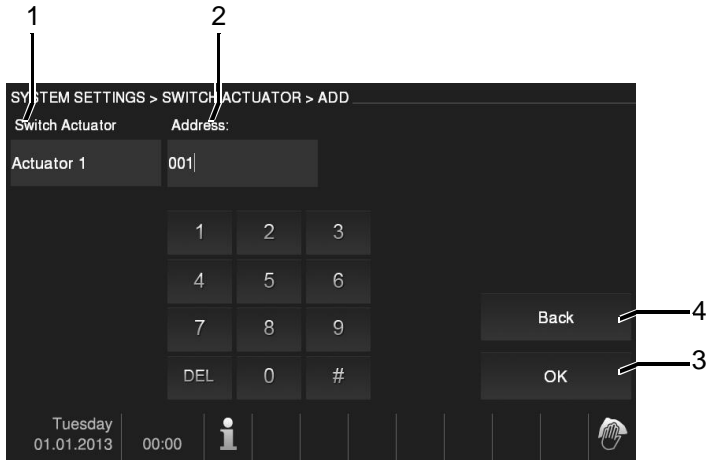 1 2
SYSTEM SETTINGS > SWITCH ACTUATOR > ADD
Switch Actuator Address:
Actuator 1 001
1 2 3
4 5 6
Back 4
7 8 9
3
DEL 0 # OK
Tuesday
01.01.2013 00:00 i